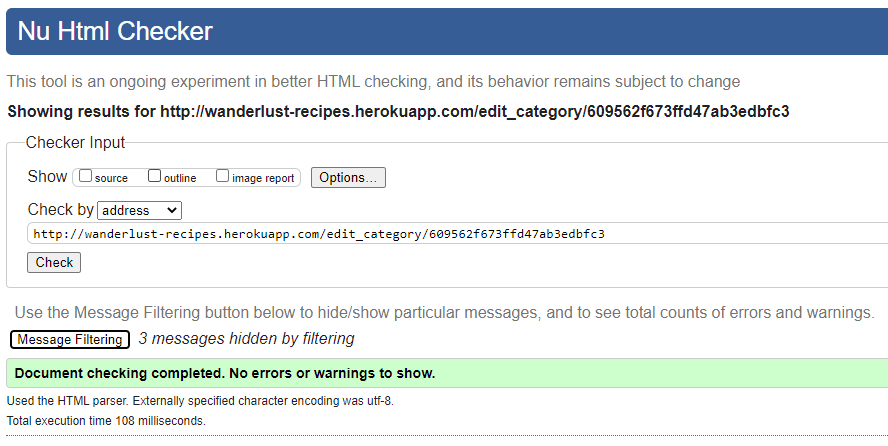 Nu Html Checker
This tool is an ongoing experiment in better HTML checking, and its behavior remains subject to change
Showing results for http://wanderlust-recipes.herokuapp.com/edit_category/609562f673ffd47ab3edbfc3
Checker Input
Show source outline image report Options...
Check by address
http://wanderlust-recipes.herokuapp.com/edit_category/609562f673ffd47ab3edbfc3
Check
Use the Message Filtering button below to hide/show particular messages, and to see total counts of errors and warnings.
Message Filtering 3 messages hidden by filtering
Document checking completed. No errors or warnings to show.
Used the HTML parser. Externally specified character encoding was utf-8.
Total execution time 108 milliseconds.